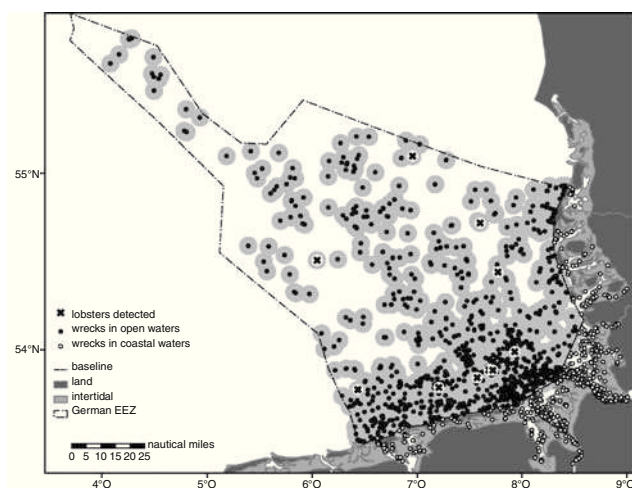 55°N
54°N
lobsters detected
wrecks in open waters
wrecks in coastal waters
baseline
land
intertidal
German EEZ
nautical miles
0 5 10 15 20 25
4°O 5°O 6°O 7°O 8°O 9°O